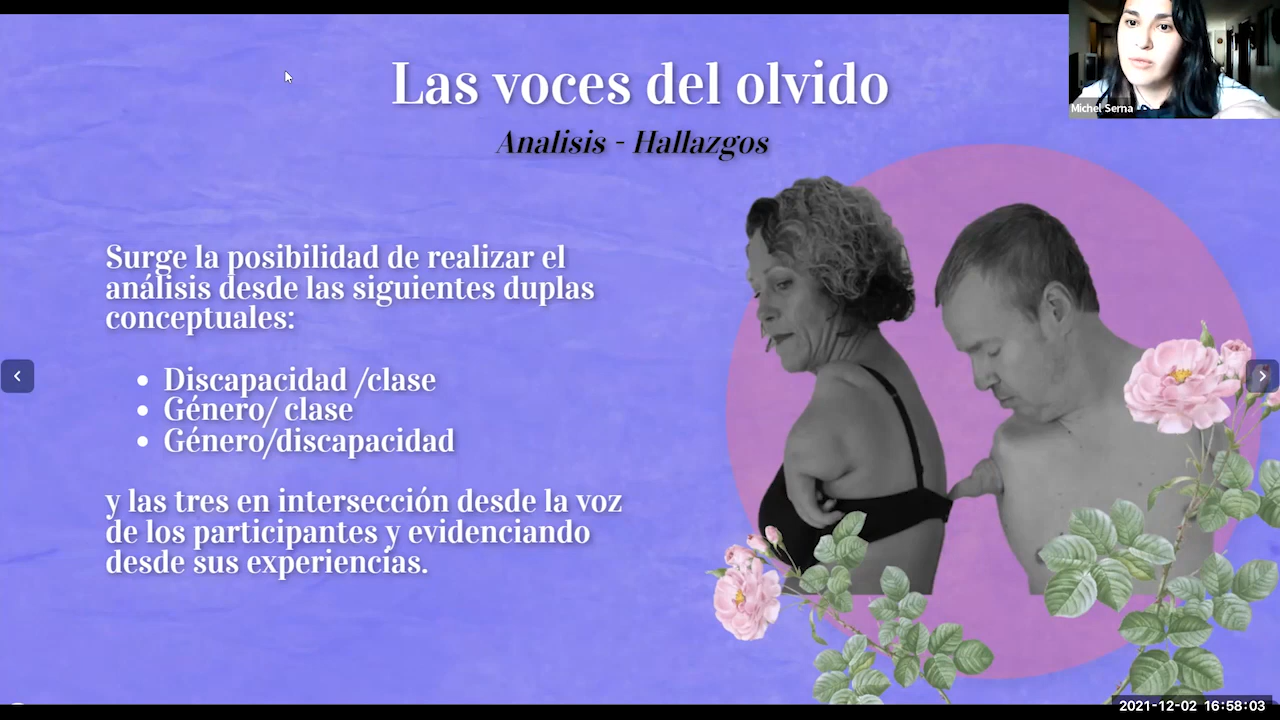 Las voces del olvido
Analisis - Hallazgos
Michel Serna
Surge la posibilidad de realizar el
análisis desde las siguientes duplas
conceptuales:
• Discapacidad /clase
• Género/ clase
• Género/discapacidad
y las tres en intersección desde la voz
de los participantes y evidenciando
desde sus experiencias.
2021-12-02 16:58:03